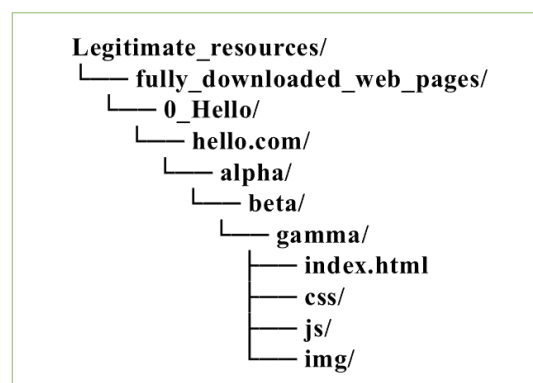 Legitimate_resources/
└── fully_downloaded_web_pages/
└── 0_Hello/
└── hello.com/
└── alpha/
└── beta/
└── gamma/
├── index.html
├── css/
├── js/
└── img/